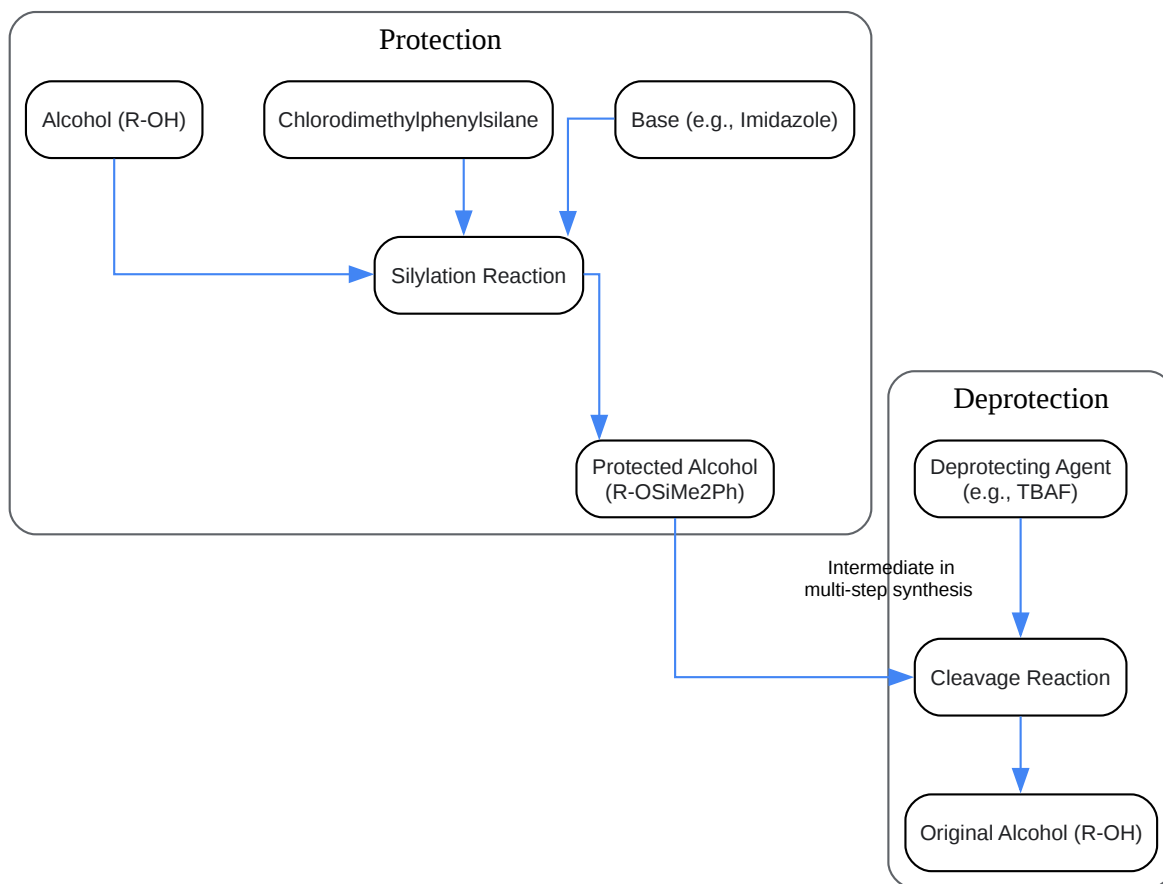 Protection
Alcohol (R-OH)
Chlorodimethylphenylsilane
Base (e.g., Imidazole)
Silylation Reaction
Protected Alcohol
(R-OSiMe2Ph)
Deprotection
Deprotecting Agent
(e.g., TBAF)
Intermediate in
multi-step synthesis
Cleavage Reaction
Original Alcohol (R-OH)